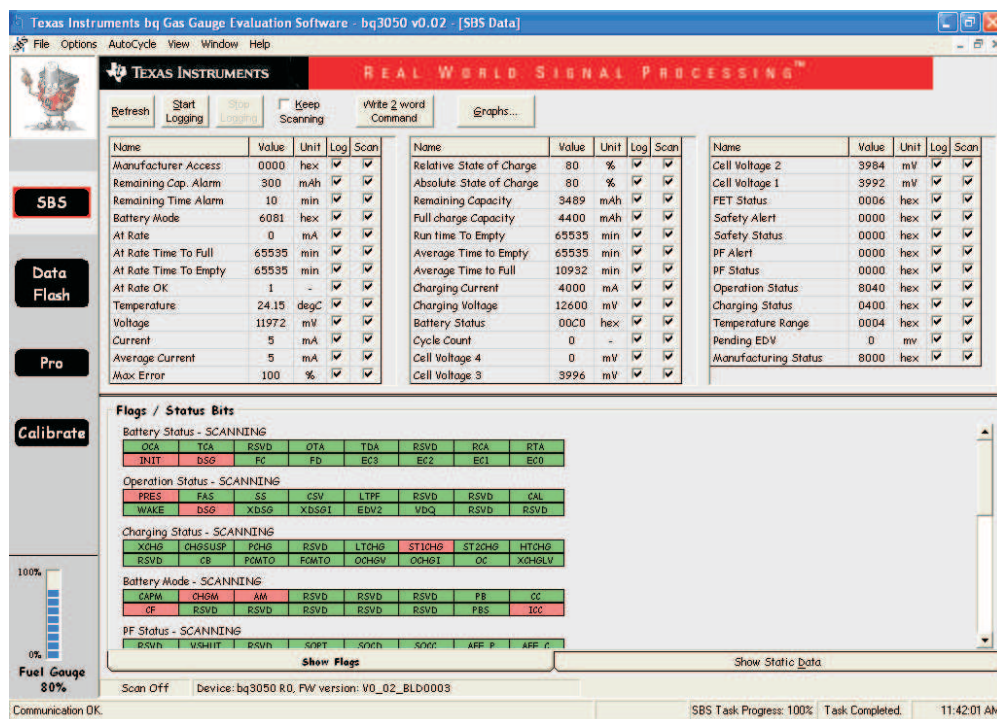 Texas Instruments bq Gas Gauge Evaluation Software - bq3050 v0.02 - [SBS Data]
File Options AutoCycle View Window Help
TEXAS INSTRUMENTS REAL WORLD SIGNAL PROCESSING™
Refresh Start Logging Stop Logging Keep Scanning Write 2 word Command Graphs...
SBS
Data Flash
Pro
Calibrate
Name Value Unit Log Scan
Manufacturer Access 0000 hex
Remaining Cap. Alarm 300 mAh
Remaining Time Alarm 10 min
Battery Mode 6081 hex
At Rate 0 mA
At Rate Time To Full 65535 min
At Rate Time To Empty 65535 min
At Rate OK 1 -
Temperature 24.15 degC
Voltage 11972 mV
Current 5 mA
Average Current 5 mA
Max Error 100 %
Name Value Unit Log Scan
Relative State of Charge 80 %
Absolute State of Charge 80 %
Remaining Capacity 3489 mAh
Full charge Capacity 4400 mAh
Run time To Empty 65535 min
Average Time to Empty 65535 min
Average Time to Full 10932 min
Charging Current 4000 mA
Charging Voltage 12600 mV
Battery Status 00C0 hex
Cycle Count 0 -
Cell Voltage 4 0 mV
Cell Voltage 3 3996 mV
Name Value Unit Log Scan
Cell Voltage 2 3984 mV
Cell Voltage 1 3992 mV
FET Status 0006 hex
Safety Alert 0000 hex
Safety Status 0000 hex
PF Alert 0000 hex
PF Status 0000 hex
Operation Status 8040 hex
Charging Status 0400 hex
Temperature Range 0004 hex
Pending EDV 0 mv
Manufacturing Status 8000 hex
Flags / Status Bits
Battery Status - SCANNING
OCA TCA RSVD OTA TDA RSVD RCA RTA
INIT DSG FC FD EC3 EC2 EC1 EC0
Operation Status - SCANNING
PRES FAS SS CSV LTPF RSVD RSVD CAL
WAKE DSG XDSG XDSGI EDV2 VDQ RSVD RSVD
Charging Status - SCANNING
XCHG CHGSUSP PCHG RSVD LTCHG ST1CHG ST2CHG HTCHG
RSVD CB PCMTO FCMTO OCHGV OCHGI OC XCHGLV
Battery Mode - SCANNING
CAPM CHGM AM RSVD RSVD RSVD PB CC
CF RSVD RSVD RSVD RSVD RSVD PBS ICC
PF Status - SCANNING
RSVD VSHUT RSVD SOPT SOCD SOCC AFE_P AFE_C
Show Flags Show Static Data
100%
0%
Fuel Gauge
80%
Scan Off Device: bq3050 R0, FW version: V0_02_BLD0003
Communication OK. SBS Task Progress: 100% Task Completed. 11:42:01 AM